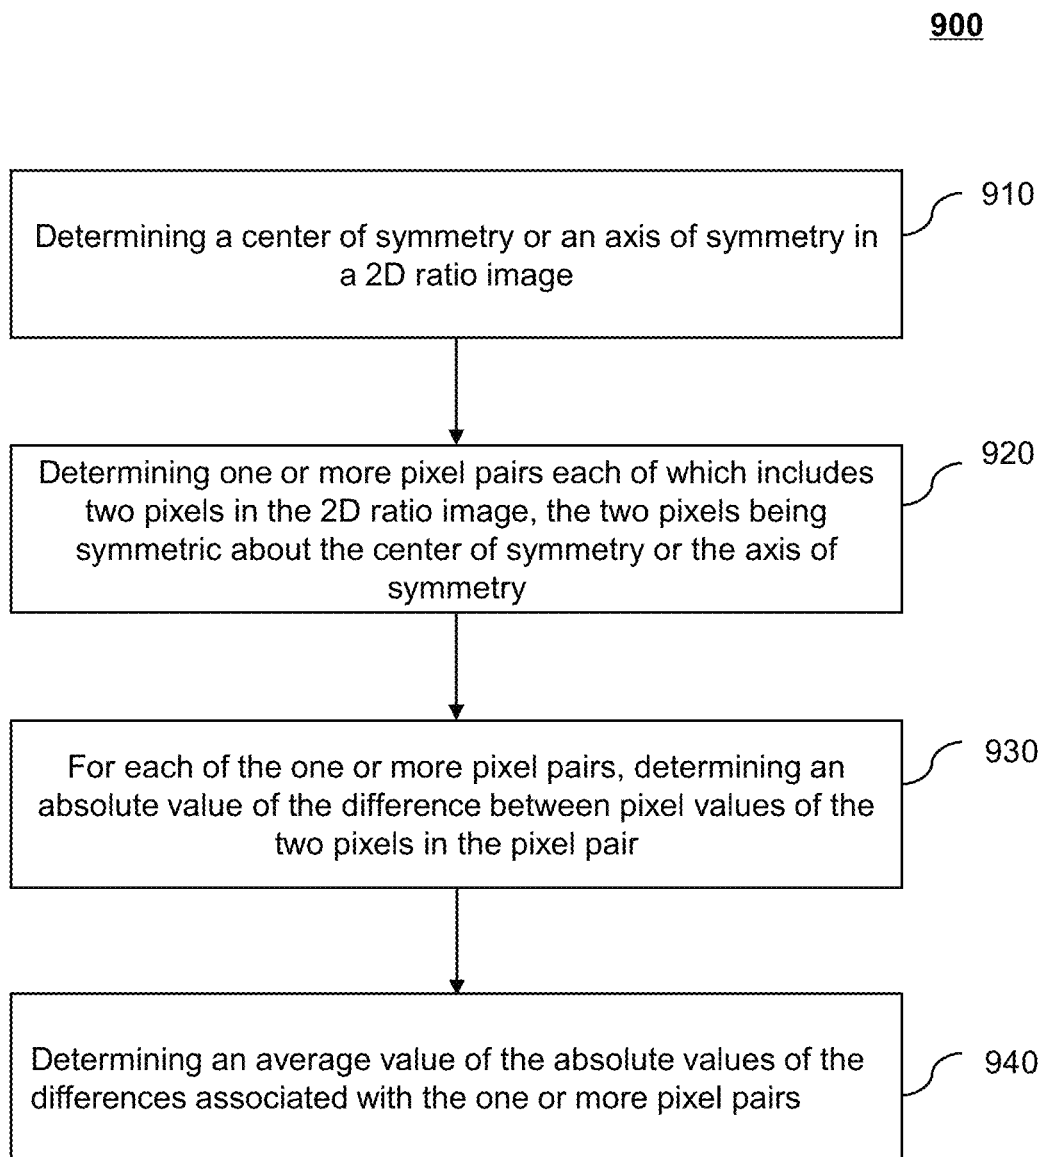 900
910
Determining a center of symmetry or an axis of symmetry in
a 2D ratio image
920
Determining one or more pixel pairs each of which includes
two pixels in the 2D ratio image, the two pixels being
symmetric about the center of symmetry or the axis of
symmetry
930
For each of the one or more pixel pairs, determining an
absolute value of the difference between pixel values of the
two pixels in the pixel pair
940
Determining an average value of the absolute values of the
differences associated with the one or more pixel pairs